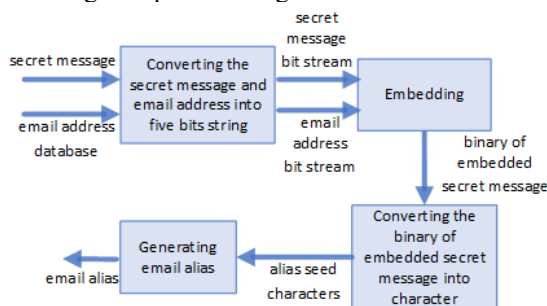 secret message
email address
database
Converting the
secret message and
email address into
five bits string
secret
message
bit stream
email
address
bit stream
Embedding
binary of
embedded
secret message
Converting the
binary of
embedded secret
message into
character
alias seed
characters
Generating
email alias
email alias